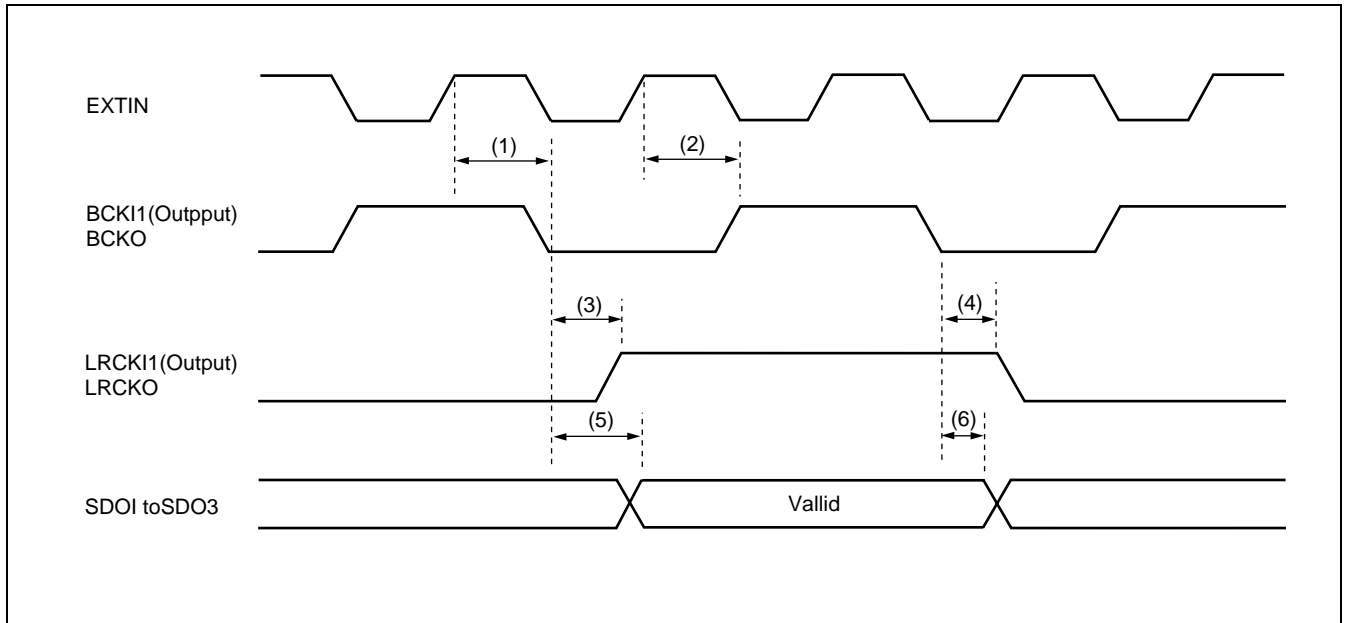 EXTIN
(1)
(2)
BCKI1(Outpput)
BCKO
(3)
(4)
LRCKI1(Output)
LRCKO
(5)
(6)
SDOI toSDO3
Vallid